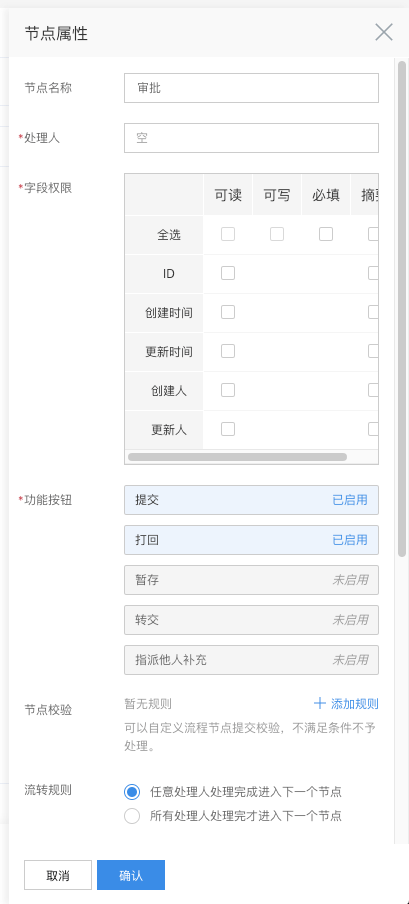 节点属性
节点名称
审批
*处理人
空
*字段权限
可读 可写 必填
全选
ID
创建时间
更新时间
创建人
更新人
*功能按钮
提交 已启用
打回 已启用
暂存 未启用
转交 未启用
指派他人补充 未启用
节点校验
暂无规则 添加规则
可以自定义流程节点提交校验，不满足条件不予
处理。
流转规则
任意处理人处理完成进入下一个节点
所有处理人处理完才进入下一个节点
取消 确认